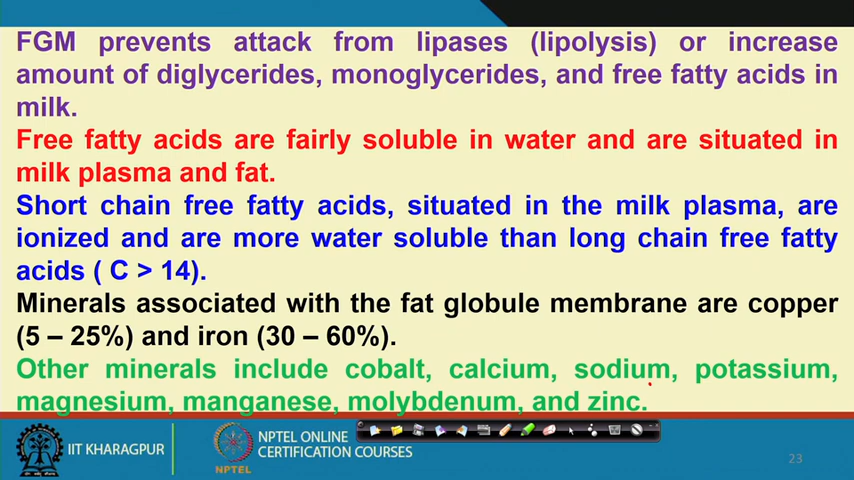 FGM prevents attack from lipases (lipolysis) or increase
amount of diglycerides, monoglycerides, and free fatty acids in
milk.
Free fatty acids are fairly soluble in water and are situated in
milk plasma and fat.
Short chain free fatty acids, situated in the milk plasma, are
ionized and are more water soluble than long chain free fatty
acids ( C > 14).
Minerals associated with the fat globule membrane are copper
(5 – 25%) and iron (30 – 60%).
Other minerals include cobalt, calcium, sodium, potassium,
magnesium, manganese, molybdenum, and zinc.
IIT KHARAGPUR
NPTEL
NPTEL ONLINE
CERTIFICATION COURSES
23